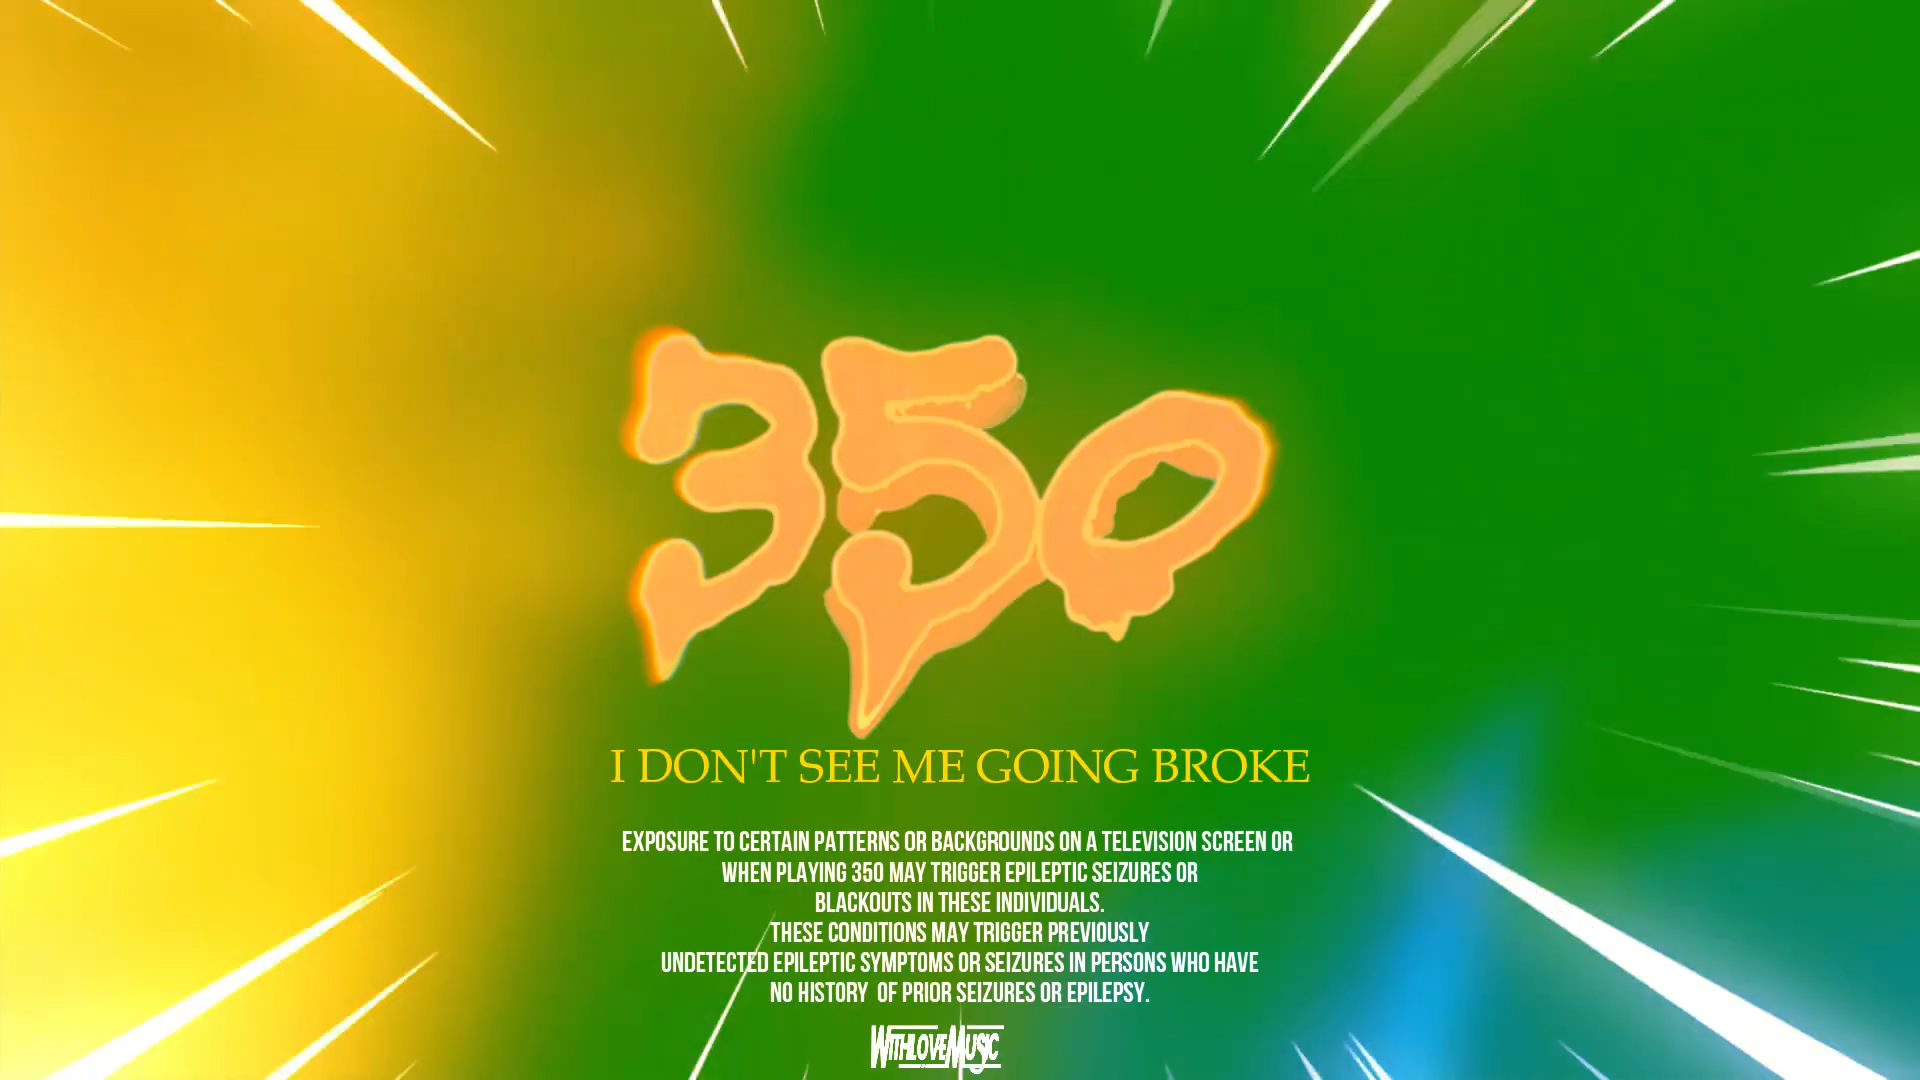 350
I DON'T SEE ME GOING BROKE
EXPOSURE TO CERTAIN PATTERNS OR BACKGROUNDS ON A TELEVISION SCREEN OR
WHEN PLAYING 350 MAY TRIGGER EPILEPTIC SEIZURES OR
BLACKOUTS IN THESE INDIVIDUALS.
THESE CONDITIONS MAY TRIGGER PREVIOUSLY
UNDETECTED EPILEPTIC SYMPTOMS OR SEIZURES IN PERSONS WHO HAVE
NO HISTORY OF PRIOR SEIZURES OR EPILEPSY.
WITHLOVEMUSIC